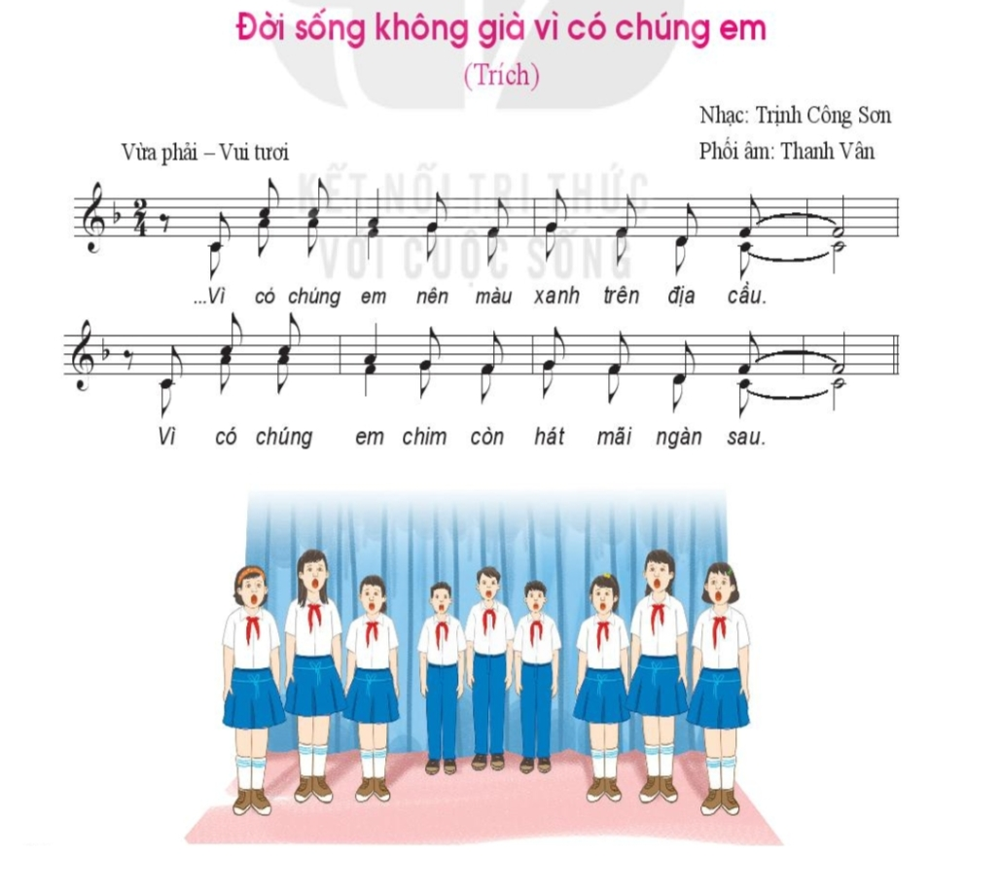 Đời sống không già vì có chúng em
(Trích)
Nhạc: Trịnh Công Sơn
Vừa phải – Vui tươi
Phối âm: Thanh Vân
KẾT NỐI TRI THỨC
VỚI CUỘC SỐNG
2
4
...Vì có chúng em nên màu xanh trên địa cầu.
Vì có chúng em chim còn hát mãi ngàn sau.